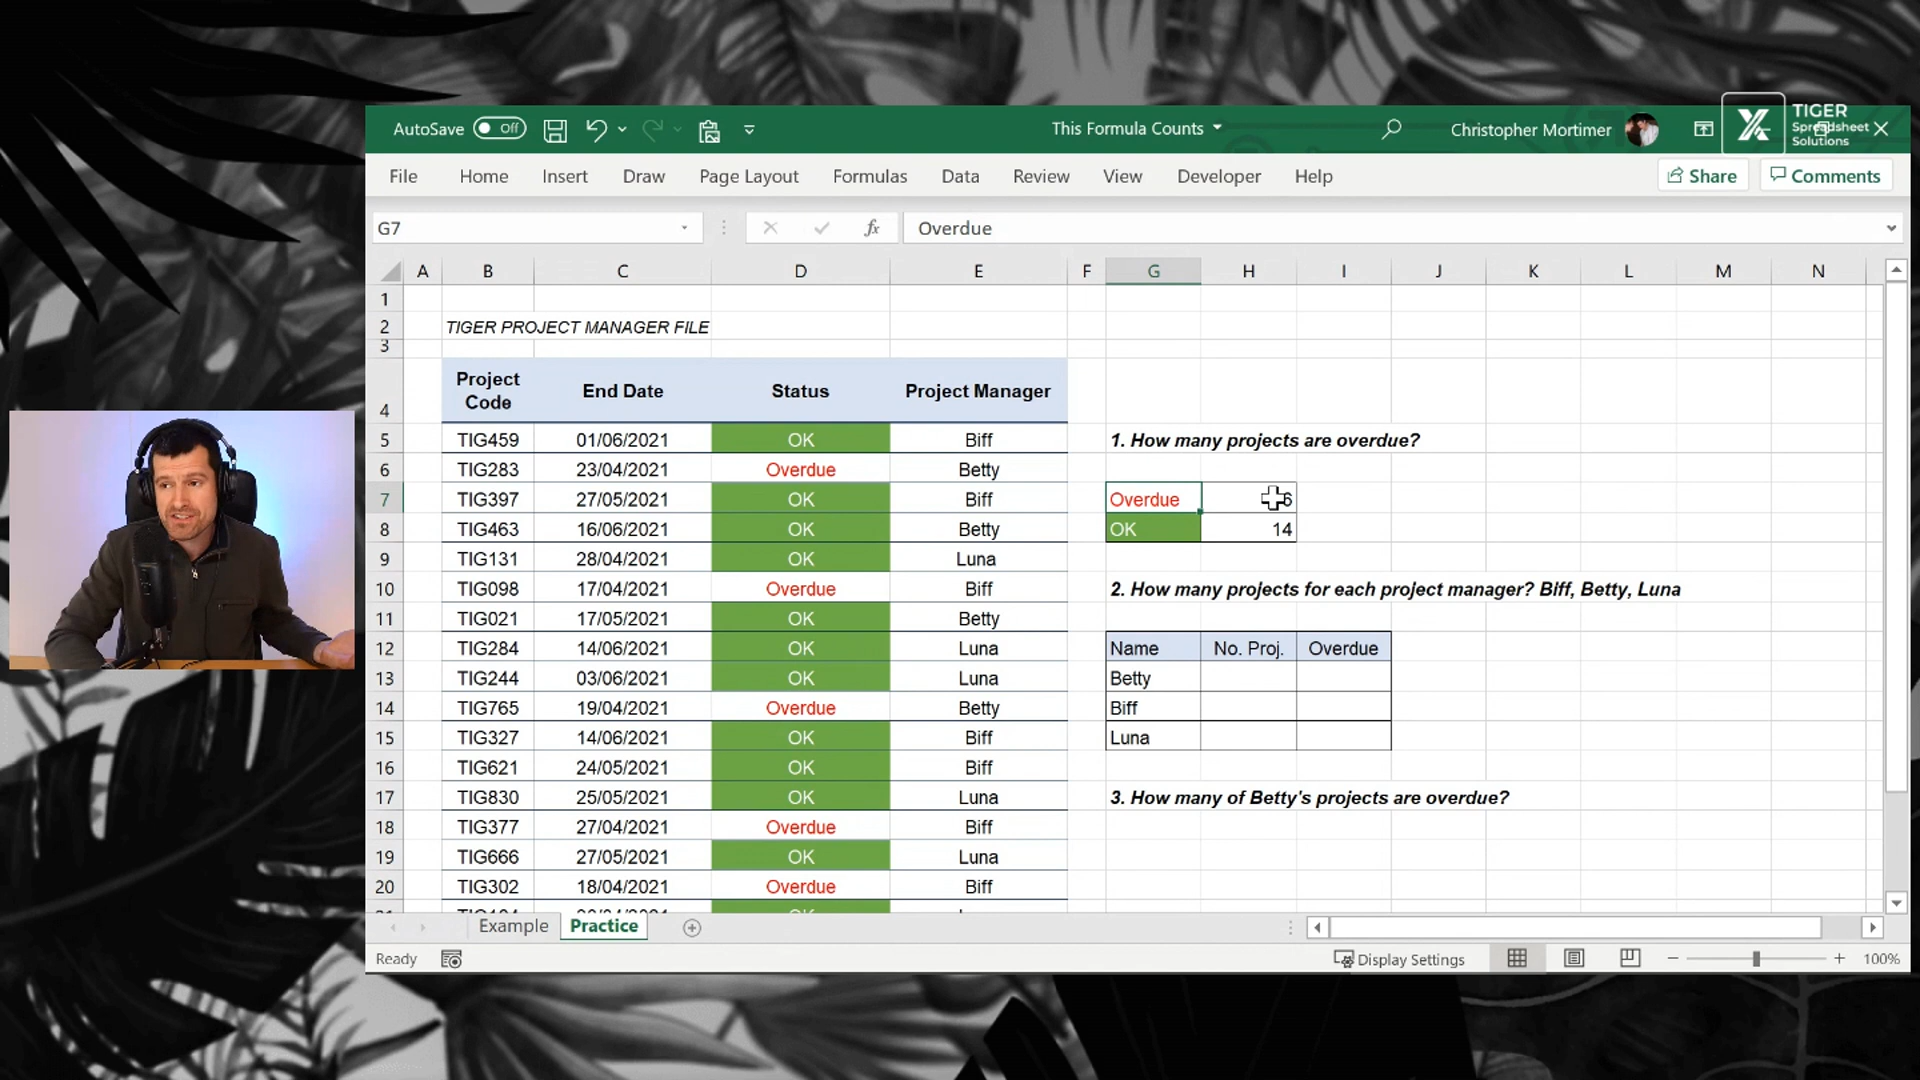 AutoSave Off This Formula Counts Christopher Mortimer
TIGER
Spreadsheet
Solutions
File Home Insert Draw Page Layout Formulas Data Review View Developer Help Share Comments
G7 fx Overdue
A B C D E F G H I J K L M N
1
2 TIGER PROJECT MANAGER FILE
3
4 Project Code End Date Status Project Manager
5 TIG459 01/06/2021 OK Biff 1. How many projects are overdue?
6 TIG283 23/04/2021 Overdue Betty
7 TIG397 27/05/2021 OK Biff Overdue 6
8 TIG463 16/06/2021 OK Betty OK 14
9 TIG131 28/04/2021 OK Luna
10 TIG098 17/04/2021 Overdue Biff 2. How many projects for each project manager? Biff, Betty, Luna
11 TIG021 17/05/2021 OK Betty
12 TIG284 14/06/2021 OK Luna Name No. Proj. Overdue
13 TIG244 03/06/2021 OK Luna Betty
14 TIG765 19/04/2021 Overdue Betty Biff
15 TIG327 14/06/2021 OK Biff Luna
16 TIG621 24/05/2021 OK Biff
17 TIG830 25/05/2021 OK Luna 3. How many of Betty's projects are overdue?
18 TIG377 27/04/2021 Overdue Biff
19 TIG666 27/05/2021 OK Luna
20 TIG302 18/04/2021 Overdue Biff
Example Practice
Ready Display Settings 100%